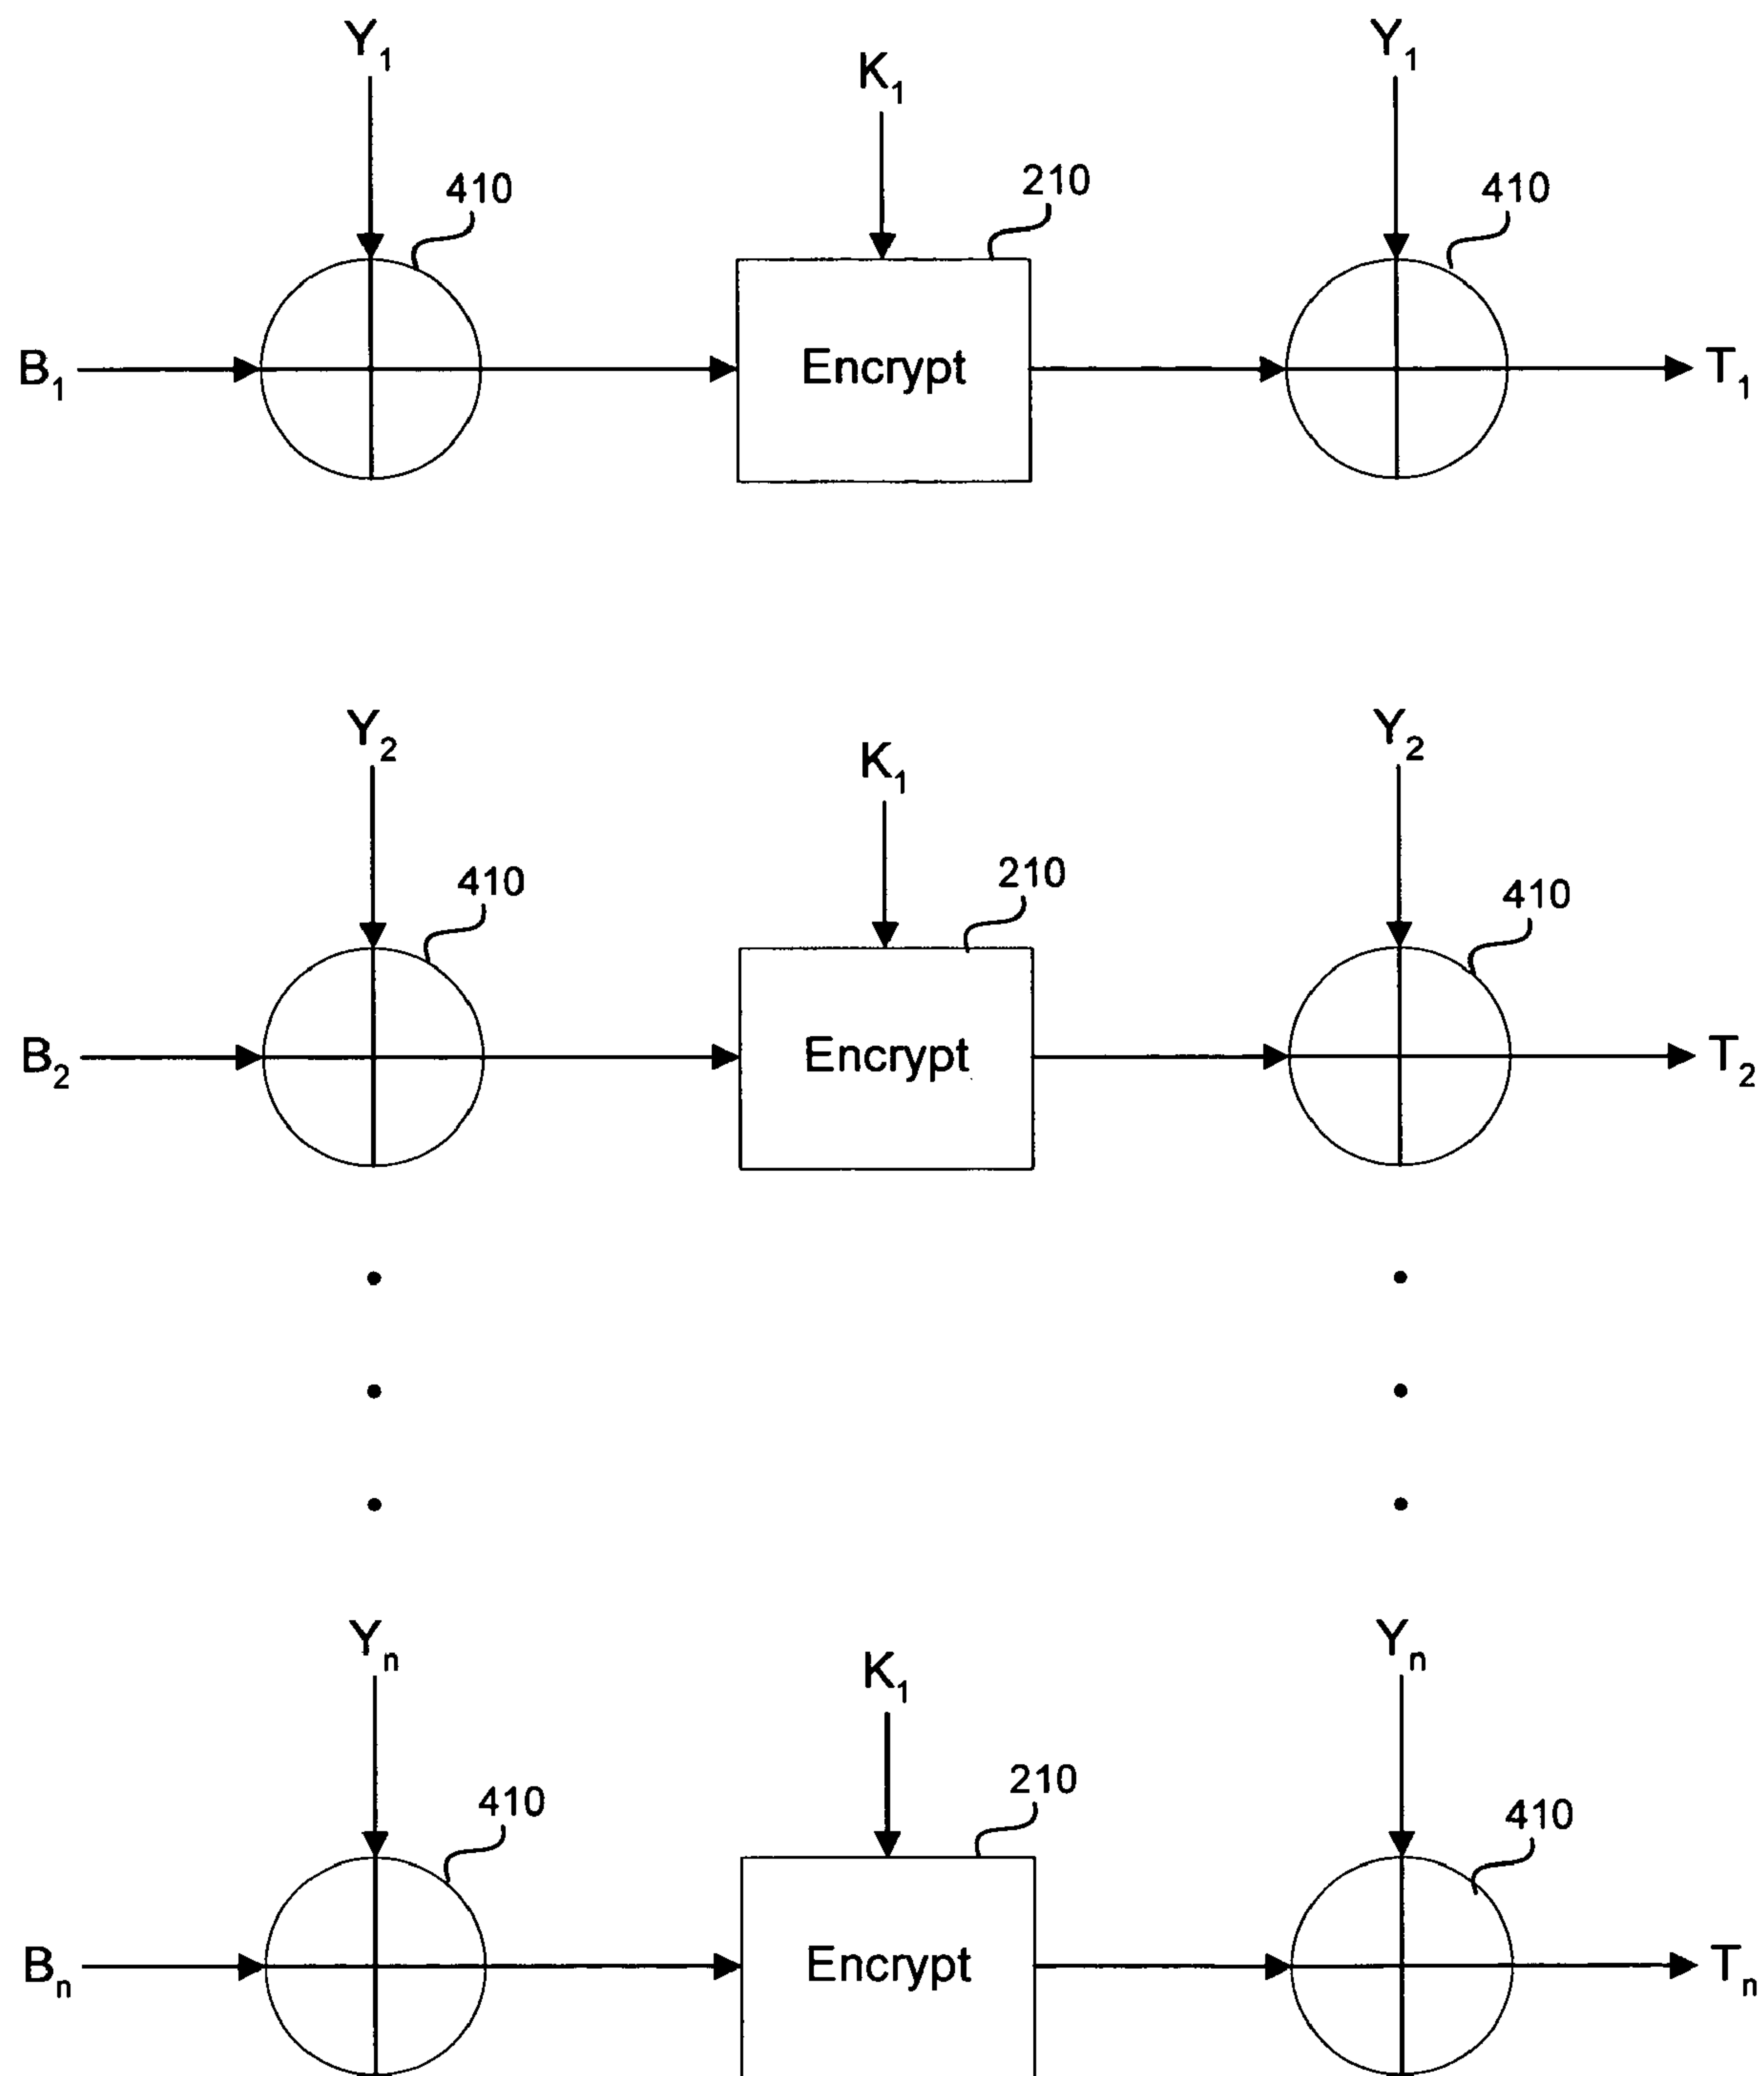 Y₁ K₁ Y₁
410 210 410
B₁ Encrypt T₁
Y₂ K₁ Y₂
410 210 410
B₂ Encrypt T₂
Yₙ K₁ Yₙ
410 210 410
Bₙ Encrypt Tₙ